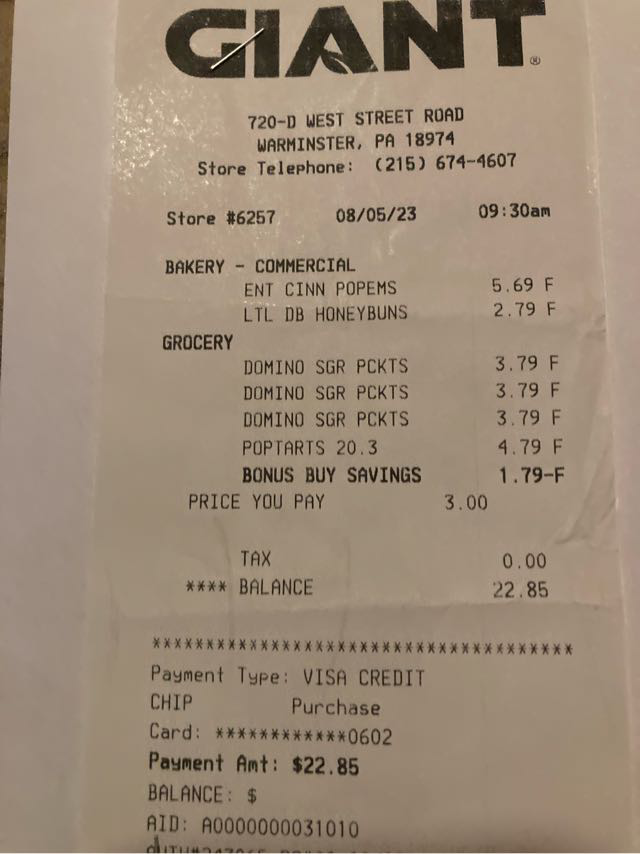 GIANT®
720-D WEST STREET ROAD
WARMINSTER, PA 18974
Store Telephone: (215) 674-4607
Store #6257 08/05/23 09:30am
BAKERY - COMMERCIAL
ENT CINN POPEMS 5.69 F
LTL DB HONEYBUNS 2.79 F
GROCERY
DOMINO SGR PCKTS 3.79 F
DOMINO SGR PCKTS 3.79 F
DOMINO SGR PCKTS 3.79 F
POPTARTS 20.3 4.79 F
BONUS BUY SAVINGS 1.79-F
PRICE YOU PAY 3.00
TAX 0.00
**** BALANCE 22.85
****************************************
Payment Type: VISA CREDIT
CHIP Purchase
Card: ************0602
Payment Amt: $22.85
BALANCE: $
AID: A0000000031010